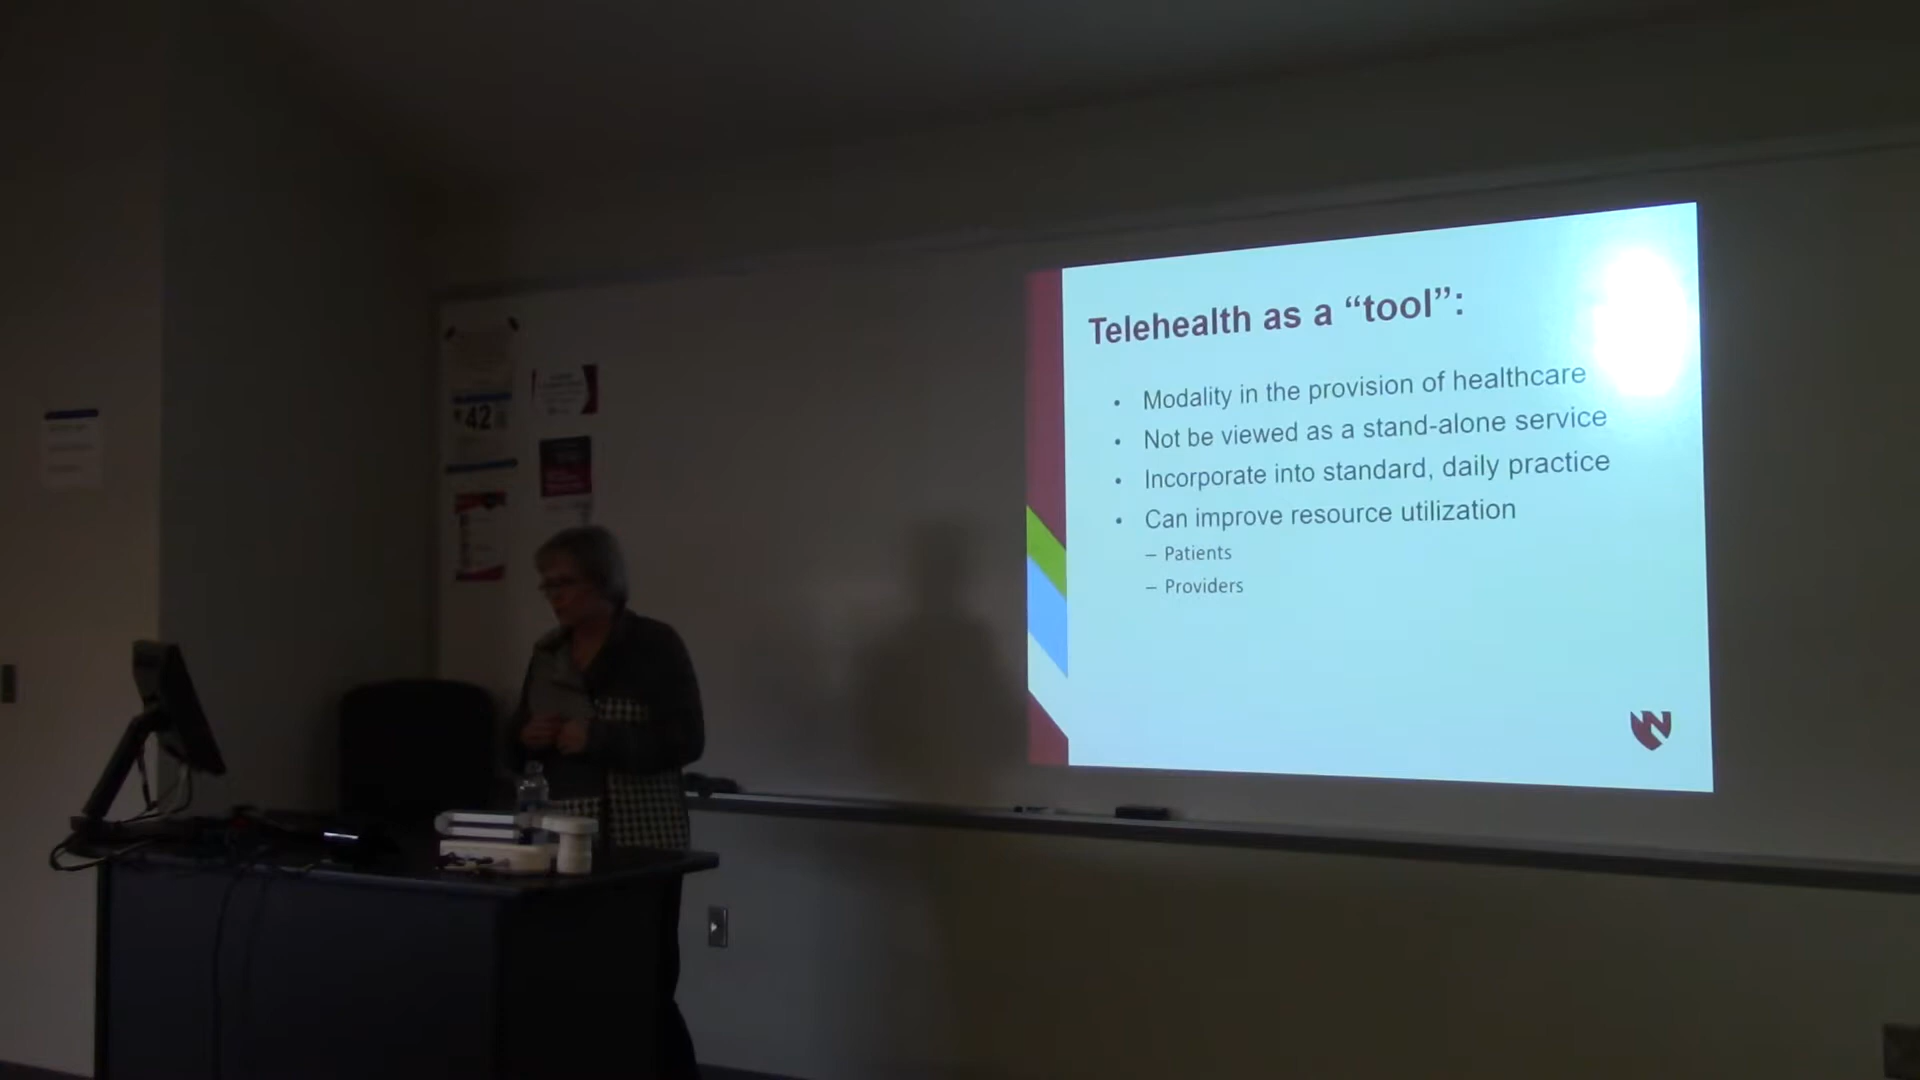 42
Telehealth as a “tool”:
• Modality in the provision of healthcare
• Not be viewed as a stand-alone service
• Incorporate into standard, daily practice
• Can improve resource utilization
– Patients
– Providers